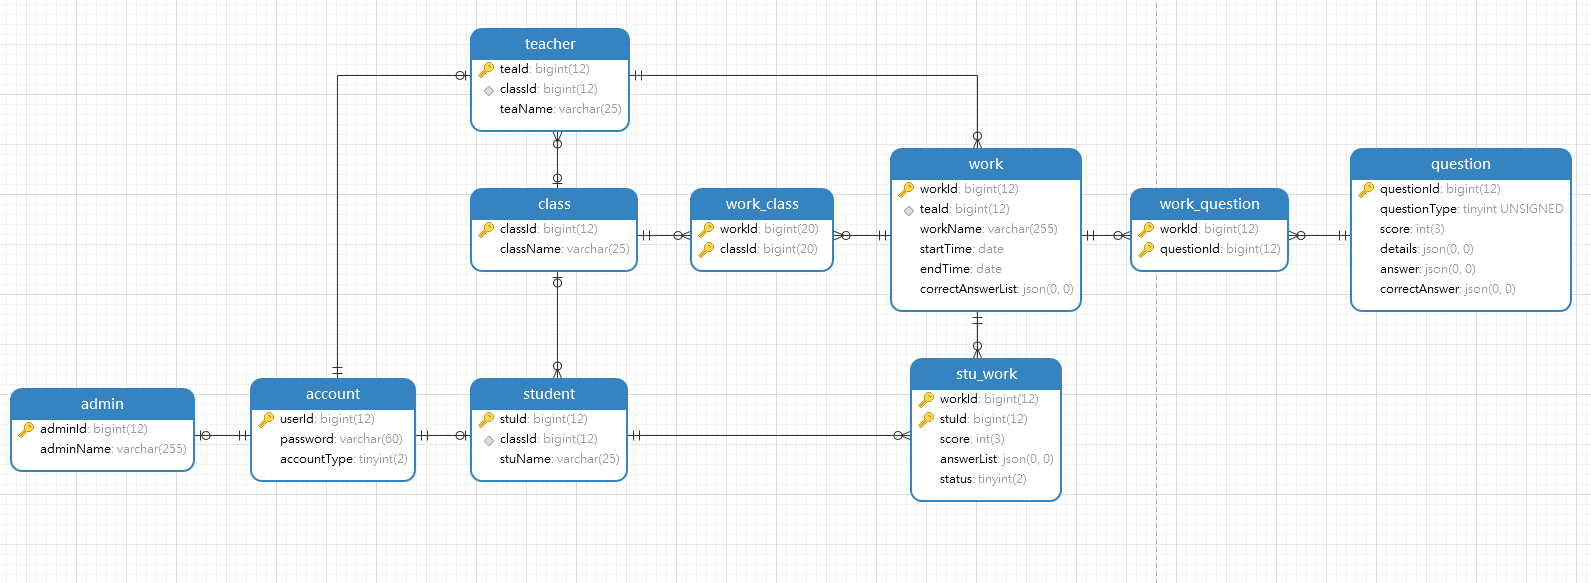 teacher
teaId: bigint(12)
classId: bigint(12)
teaName: varchar(25)
class
classId: bigint(12)
className: varchar(25)
work_class
workId: bigint(20)
classId: bigint(20)
work
workId: bigint(12)
teaId: bigint(12)
workName: varchar(255)
startTime: date
endTime: date
correctAnswerList: json(0, 0)
work_question
workId: bigint(12)
questionId: bigint(12)
question
questionId: bigint(12)
questionType: tinyint UNSIGNED
score: int(3)
details: json(0, 0)
answer: json(0, 0)
correctAnswer: json(0, 0)
admin
adminId: bigint(12)
adminName: varchar(255)
account
userId: bigint(12)
password: varchar(60)
accountType: tinyint(2)
student
stuId: bigint(12)
classId: bigint(12)
stuName: varchar(25)
stu_work
workId: bigint(12)
stuId: bigint(12)
score: int(3)
answerList: json(0, 0)
status: tinyint(2)